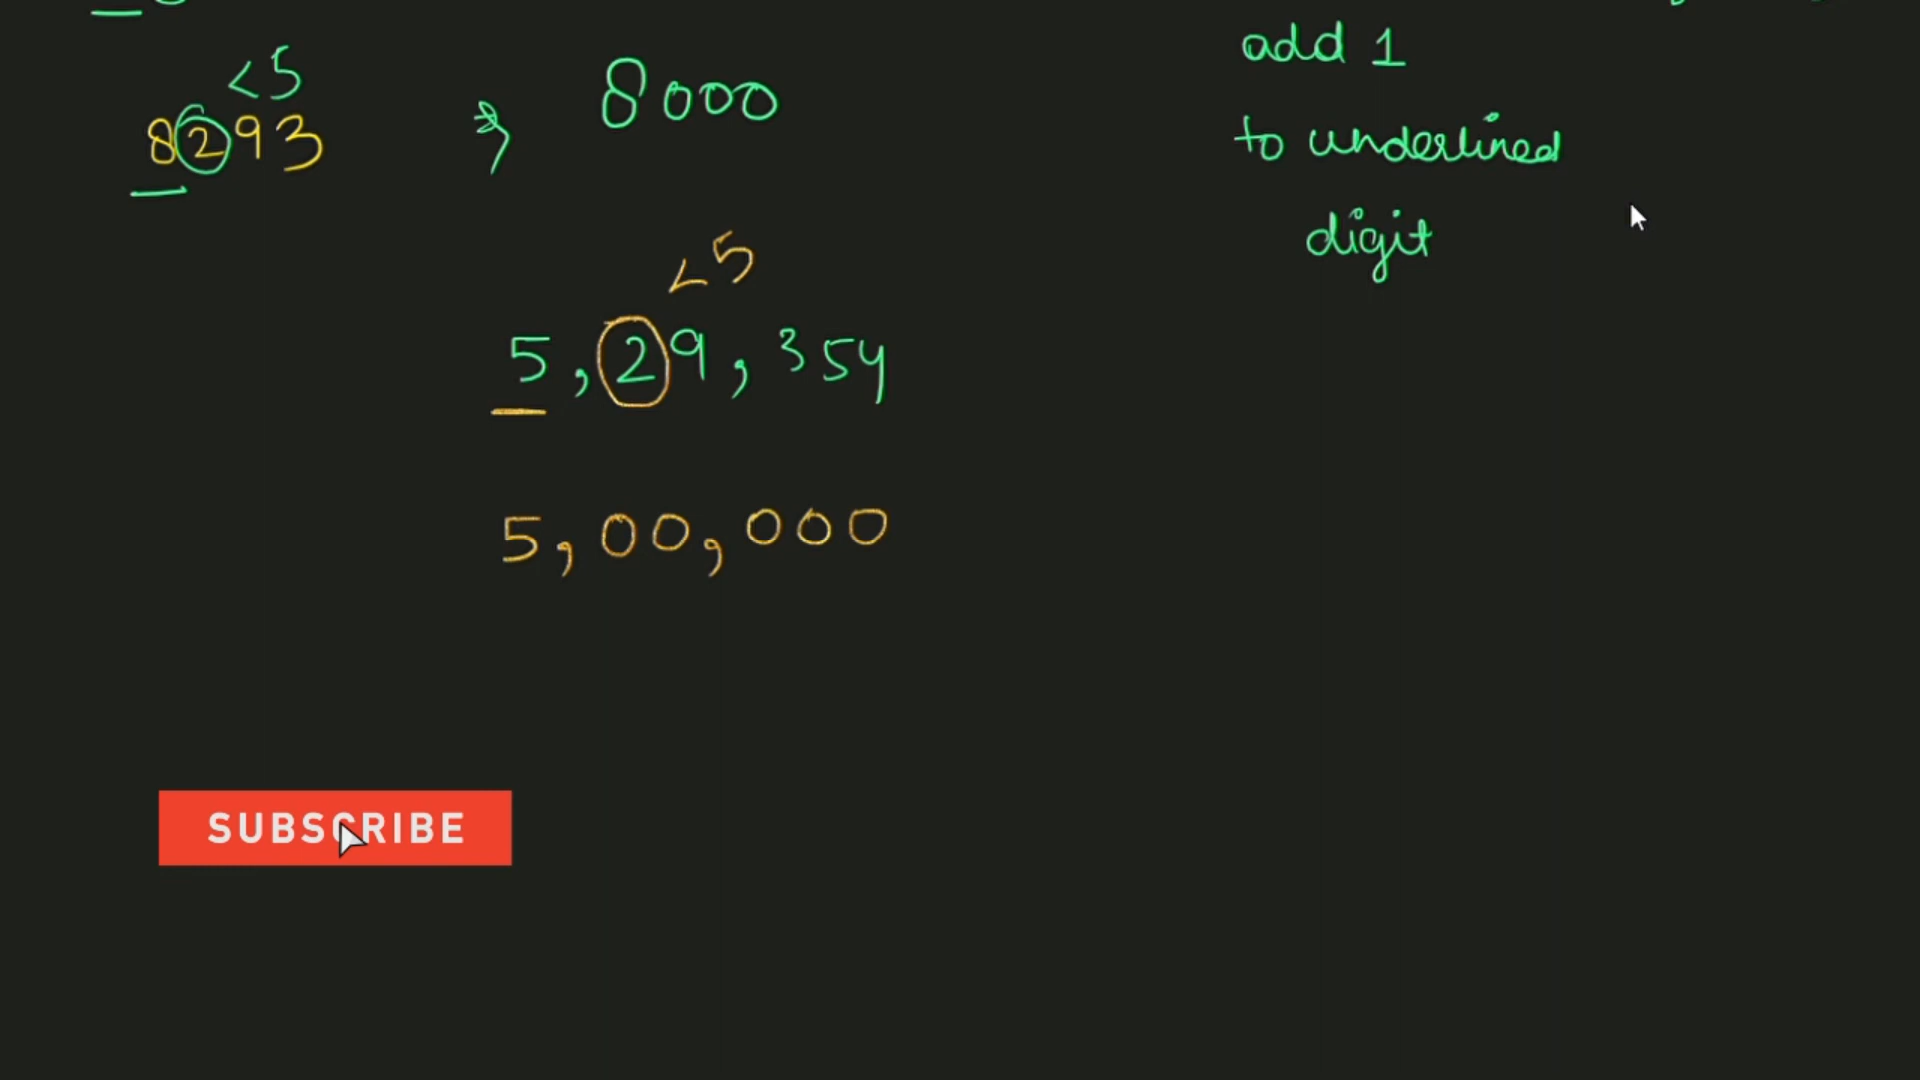 <5
8293 ⇒ 8000
add 1
to underlined
digit
<5
5,29,354
5,00,000
SUBSCRIBE